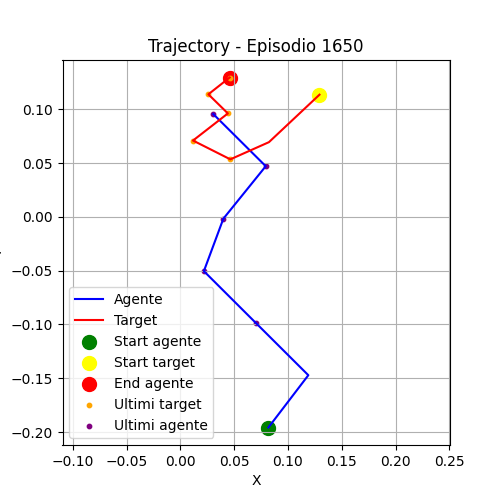 Trajectory - Episodio 1650
0.10
0.05
0.00
−0.05
−0.10
−0.15
−0.20
Agente
Target
Start agente
Start target
End agente
Ultimi target
Ultimi agente
−0.10 −0.05 0.00 0.05 0.10 0.15 0.20 0.25
X